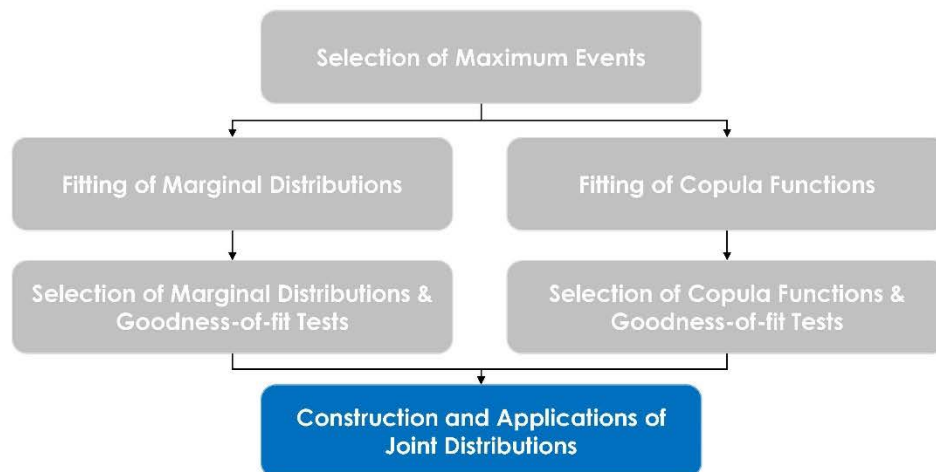 Selection of Maximum Events
Fitting of Marginal Distributions
Fitting of Copula Functions
Selection of Marginal Distributions &
Goodness-of-fit Tests
Selection of Copula Functions &
Goodness-of-fit Tests
Construction and Applications of
Joint Distributions